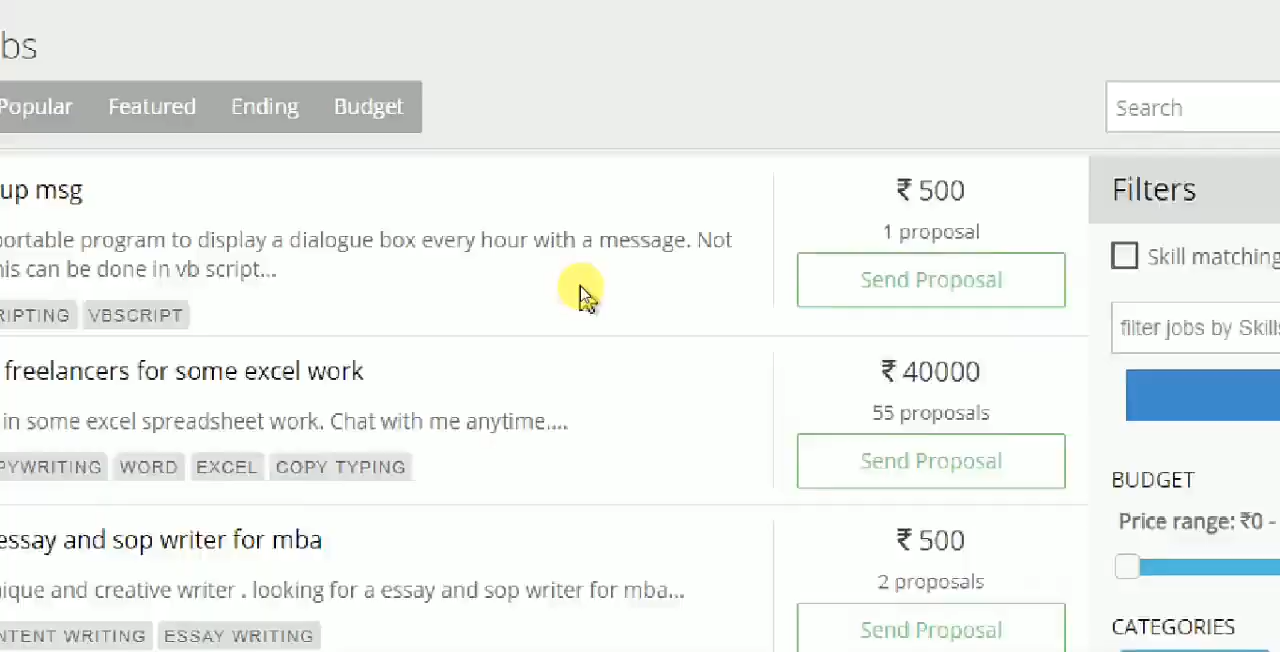 bs
Popular Featured Ending Budget
Search
up msg
₹ 500
1 proposal
portable program to display a dialogue box every hour with a message. Not
his can be done in vb script...
Send Proposal
RIPTING VBSCRIPT
Filters
Skill matching
filter jobs by Skills
freelancers for some excel work
₹ 40000
55 proposals
in some excel spreadsheet work. Chat with me anytime....
Send Proposal
PYWRITING WORD EXCEL COPY TYPING
BUDGET
Price range: ₹0 -
essay and sop writer for mba
₹ 500
2 proposals
nique and creative writer . looking for a essay and sop writer for mba...
Send Proposal
NTENT WRITING ESSAY WRITING
CATEGORIES